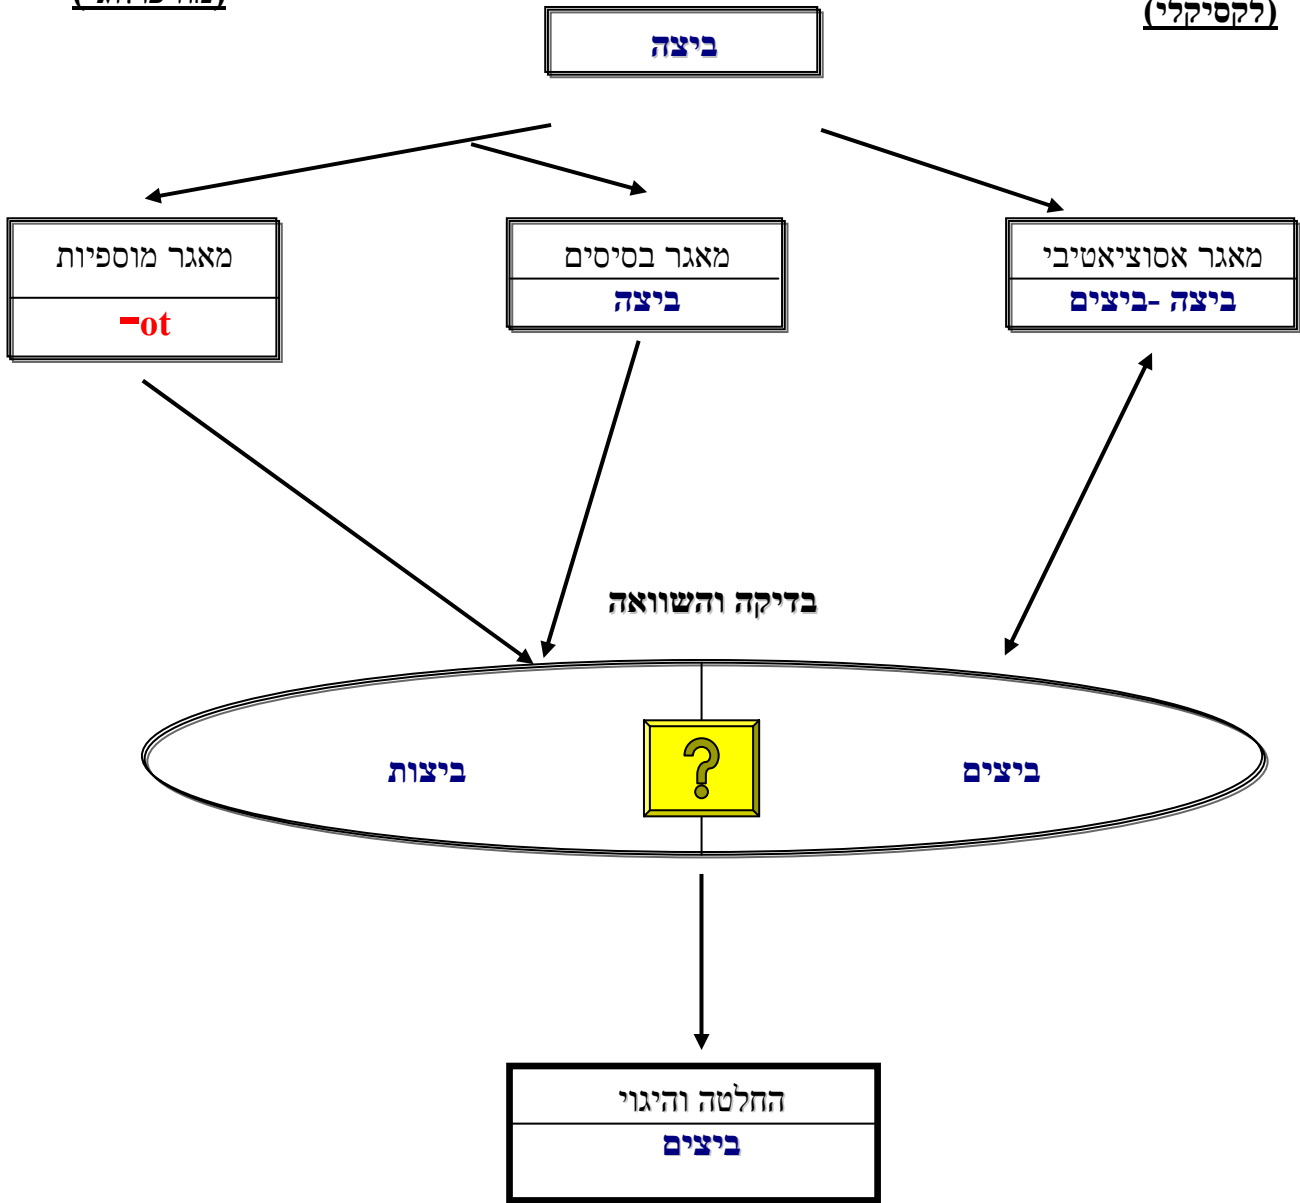 (לקסיקלי)
ביצה
מאגר אסוציאטיבי
ביצה -ביצים
מאגר בסיסים
ביצה
מאגר מוספיות
-ot
בדיקה והשוואה
ביצים
?
ביצות
החלטה והיגוי
ביצים